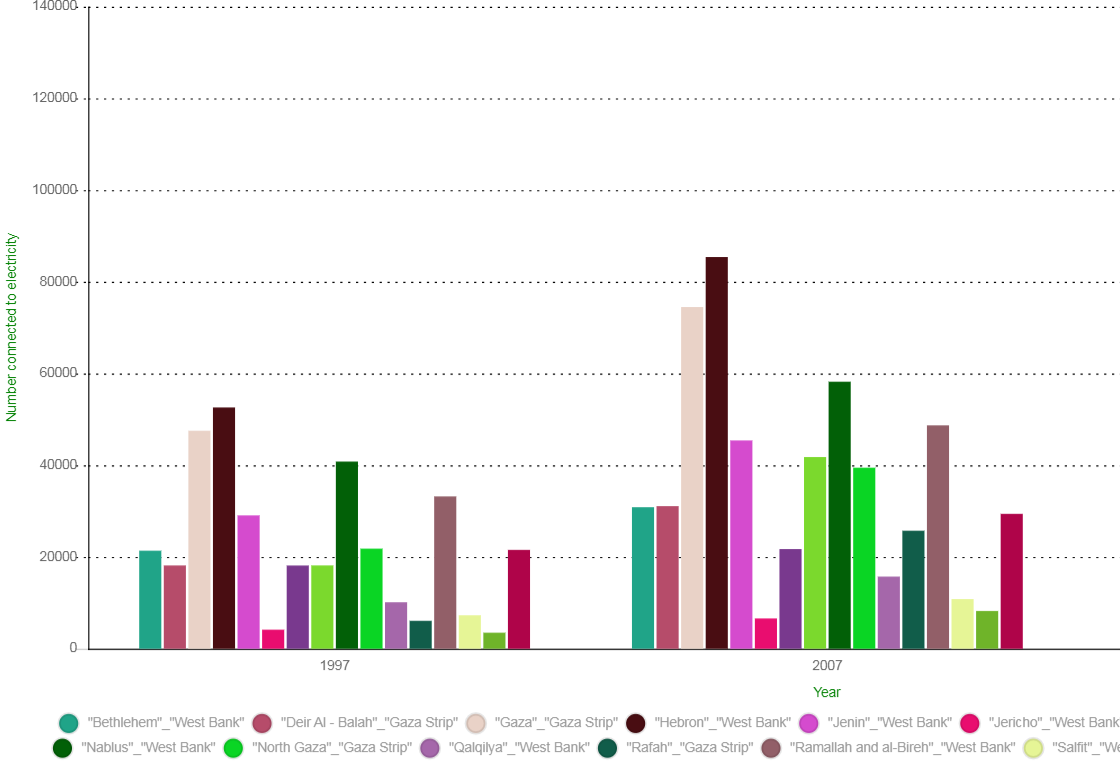 140000
120000
100000
80000
60000
40000
20000
0
Number connected to electricity
1997 2007
Year
"Bethlehem"_"West Bank" "Deir Al - Balah"_"Gaza Strip" "Gaza"_"Gaza Strip" "Hebron"_"West Bank" "Jenin"_"West Bank" "Jericho"_"West Bank
"Nablus"_"West Bank" "North Gaza"_"Gaza Strip" "Qalqilya"_"West Bank" "Rafah"_"Gaza Strip" "Ramallah and al-Bireh"_"West Bank" "Salfit"_"We